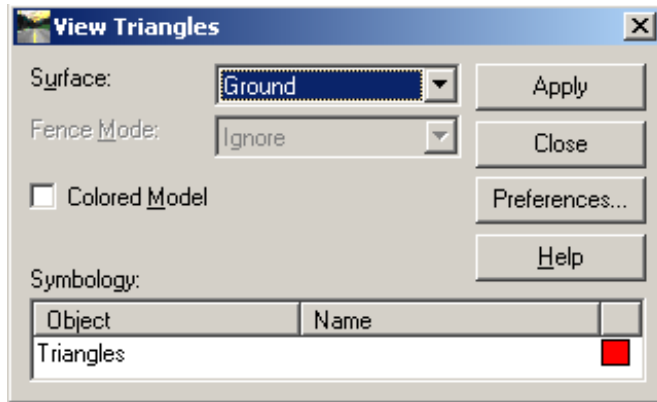 View Triangles
Surface: Ground Apply
Fence Mode: Ignore Close
Colored Model Preferences...
Help
Symbology:
Object Name
Triangles